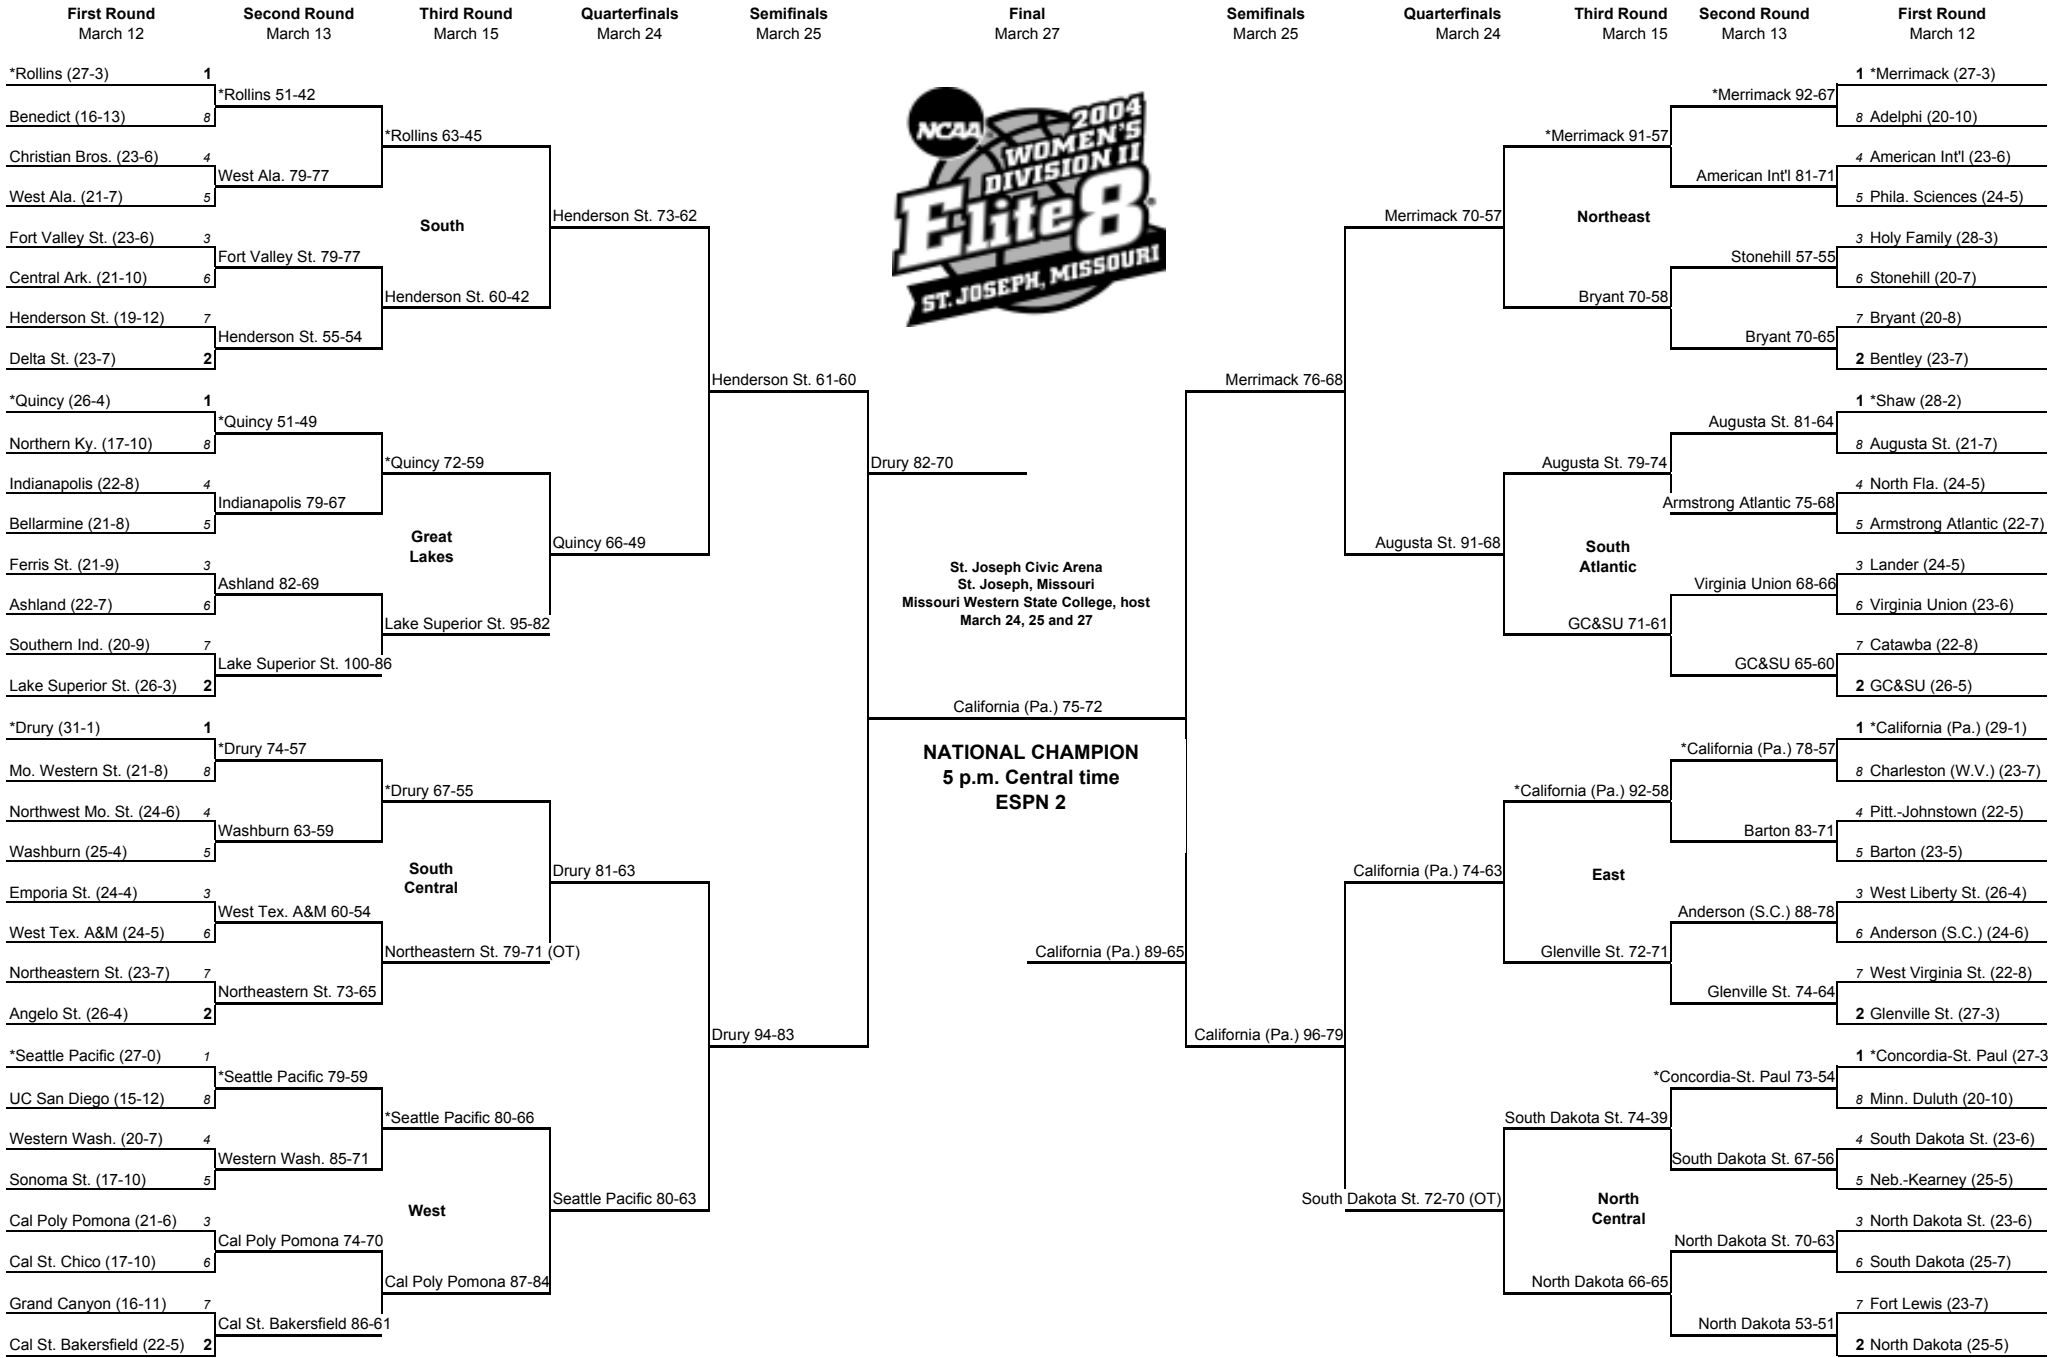 First Round
March 12
Second Round
March 13
Third Round
March 15
Quarterfinals
March 24
Semifinals
March 25
Final
March 27
Semifinals
March 25
Quarterfinals
March 24
Third Round
March 15
Second Round
March 13
First Round
March 12
*Rollins (27-3) 1
Benedict (16-13) 8
Christian Bros. (23-6) 4
West Ala. (21-7) 5
Fort Valley St. (23-6) 3
Central Ark. (21-10) 6
Henderson St. (19-12) 7
Delta St. (23-7) 2
*Quincy (26-4) 1
Northern Ky. (17-10) 8
Indianapolis (22-8) 4
Bellarmine (21-8) 5
Ferris St. (21-9) 3
Ashland (22-7) 6
Southern Ind. (20-9) 7
Lake Superior St. (26-3) 2
*Drury (31-1) 1
Mo. Western St. (21-8) 8
Northwest Mo. St. (24-6) 4
Washburn (25-4) 5
Emporia St. (24-4) 3
West Tex. A&M (24-5) 6
Northeastern St. (23-7) 7
Angelo St. (26-4) 2
*Seattle Pacific (27-0) 1
UC San Diego (15-12) 8
Western Wash. (20-7) 4
Sonoma St. (17-10) 5
Cal Poly Pomona (21-6) 3
Cal St. Chico (17-10) 6
Grand Canyon (16-11) 7
Cal St. Bakersfield (22-5) 2
*Rollins 51-42
West Ala. 79-77
Fort Valley St. 79-77
Henderson St. 55-54
*Quincy 51-49
Indianapolis 79-67
Ashland 82-69
Lake Superior St. 100-86
*Drury 74-57
Washburn 63-59
West Tex. A&M 60-54
Northeastern St. 73-65
*Seattle Pacific 79-59
Western Wash. 85-71
Cal Poly Pomona 74-70
Cal St. Bakersfield 86-61
*Rollins 63-45
South
Henderson St. 60-42
*Quincy 72-59
Great
Lakes
Lake Superior St. 95-82
*Drury 67-55
South
Central
Northeastern St. 79-71 (OT)
*Seattle Pacific 80-66
West
Cal Poly Pomona 87-84
Henderson St. 73-62
Quincy 66-49
Drury 81-63
Seattle Pacific 80-63
Henderson St. 61-60
Drury 94-83
Drury 82-70
NCAA
2004
WOMEN'S
DIVISION II
Elite 8
ST. JOSEPH, MISSOURI
St. Joseph Civic Arena
St. Joseph, Missouri
Missouri Western State College, host
March 24, 25 and 27
California (Pa.) 75-72
NATIONAL CHAMPION
5 p.m. Central time
ESPN 2
California (Pa.) 89-65
Merrimack 76-68
California (Pa.) 96-79
Merrimack 70-57
Augusta St. 91-68
California (Pa.) 74-63
South Dakota St. 72-70 (OT)
*Merrimack 91-57
Northeast
Bryant 70-58
Augusta St. 79-74
South
Atlantic
GC&SU 71-61
*California (Pa.) 92-58
East
Glenville St. 72-71
South Dakota St. 74-39
North
Central
North Dakota 66-65
*Merrimack 92-67
American Int'l 81-71
Stonehill 57-55
Bryant 70-65
Augusta St. 81-64
Armstrong Atlantic 75-68
Virginia Union 68-66
GC&SU 65-60
*California (Pa.) 78-57
Barton 83-71
Anderson (S.C.) 88-78
Glenville St. 74-64
*Concordia-St. Paul 73-54
South Dakota St. 67-56
North Dakota St. 70-63
North Dakota 53-51
1 *Merrimack (27-3)
8 Adelphi (20-10)
4 American Int'l (23-6)
5 Phila. Sciences (24-5)
3 Holy Family (28-3)
6 Stonehill (20-7)
7 Bryant (20-8)
2 Bentley (23-7)
1 *Shaw (28-2)
8 Augusta St. (21-7)
4 North Fla. (24-5)
5 Armstrong Atlantic (22-7)
3 Lander (24-5)
6 Virginia Union (23-6)
7 Catawba (22-8)
2 GC&SU (26-5)
1 *California (Pa.) (29-1)
8 Charleston (W.V.) (23-7)
4 Pitt.-Johnstown (22-5)
5 Barton (23-5)
3 West Liberty St. (26-4)
6 Anderson (S.C.) (24-6)
7 West Virginia St. (22-8)
2 Glenville St. (27-3)
1 *Concordia-St. Paul (27-3
8 Minn. Duluth (20-10)
4 South Dakota St. (23-6)
5 Neb.-Kearney (25-5)
3 North Dakota St. (23-6)
6 South Dakota (25-7)
7 Fort Lewis (23-7)
2 North Dakota (25-5)